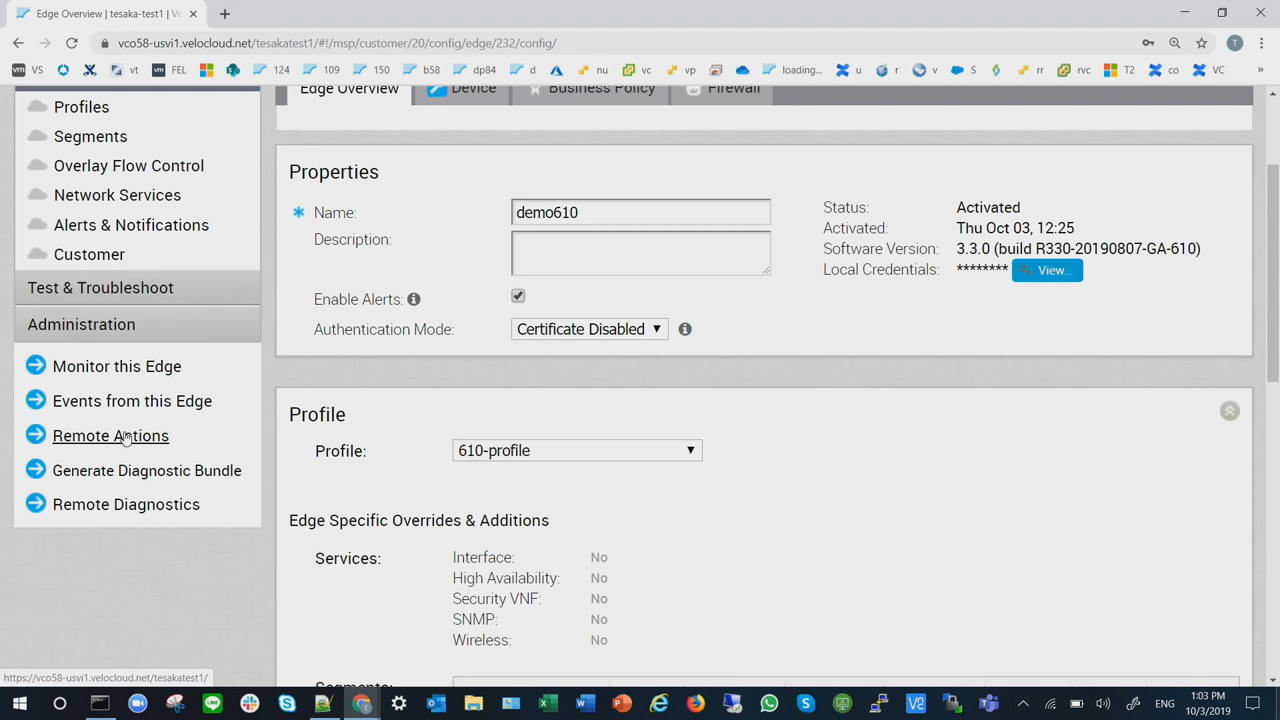 Edge Overview | tesaka-test1 | Ve
vco58-usvi1.velocloud.net/tesakatest1/#!/msp/customer/20/config/edge/232/config/
VS vt FEL 124 109 150 b58 dp84 d nu vc vp loading... u r v S rr rvc T2 co VC »
T
Edge Overview Device Business Policy Firewall
Profiles
Segments
Overlay Flow Control
Network Services
Alerts & Notifications
Customer
Test & Troubleshoot
Administration
Monitor this Edge
Events from this Edge
Remote Actions
Generate Diagnostic Bundle
Remote Diagnostics
Properties
Name: demo610
Description:
Enable Alerts:
Authentication Mode: Certificate Disabled
Status: Activated
Activated: Thu Oct 03, 12:25
Software Version: 3.3.0 (build R330-20190807-GA-610)
Local Credentials: ******** View...
Profile
Profile: 610-profile
Edge Specific Overrides & Additions
Services: Interface: No
High Availability: No
Security VNF: No
SNMP: No
Wireless: No
Segments:
https://vco58-usvi1.velocloud.net/tesakatest1/
ENG
1:03 PM
10/3/2019